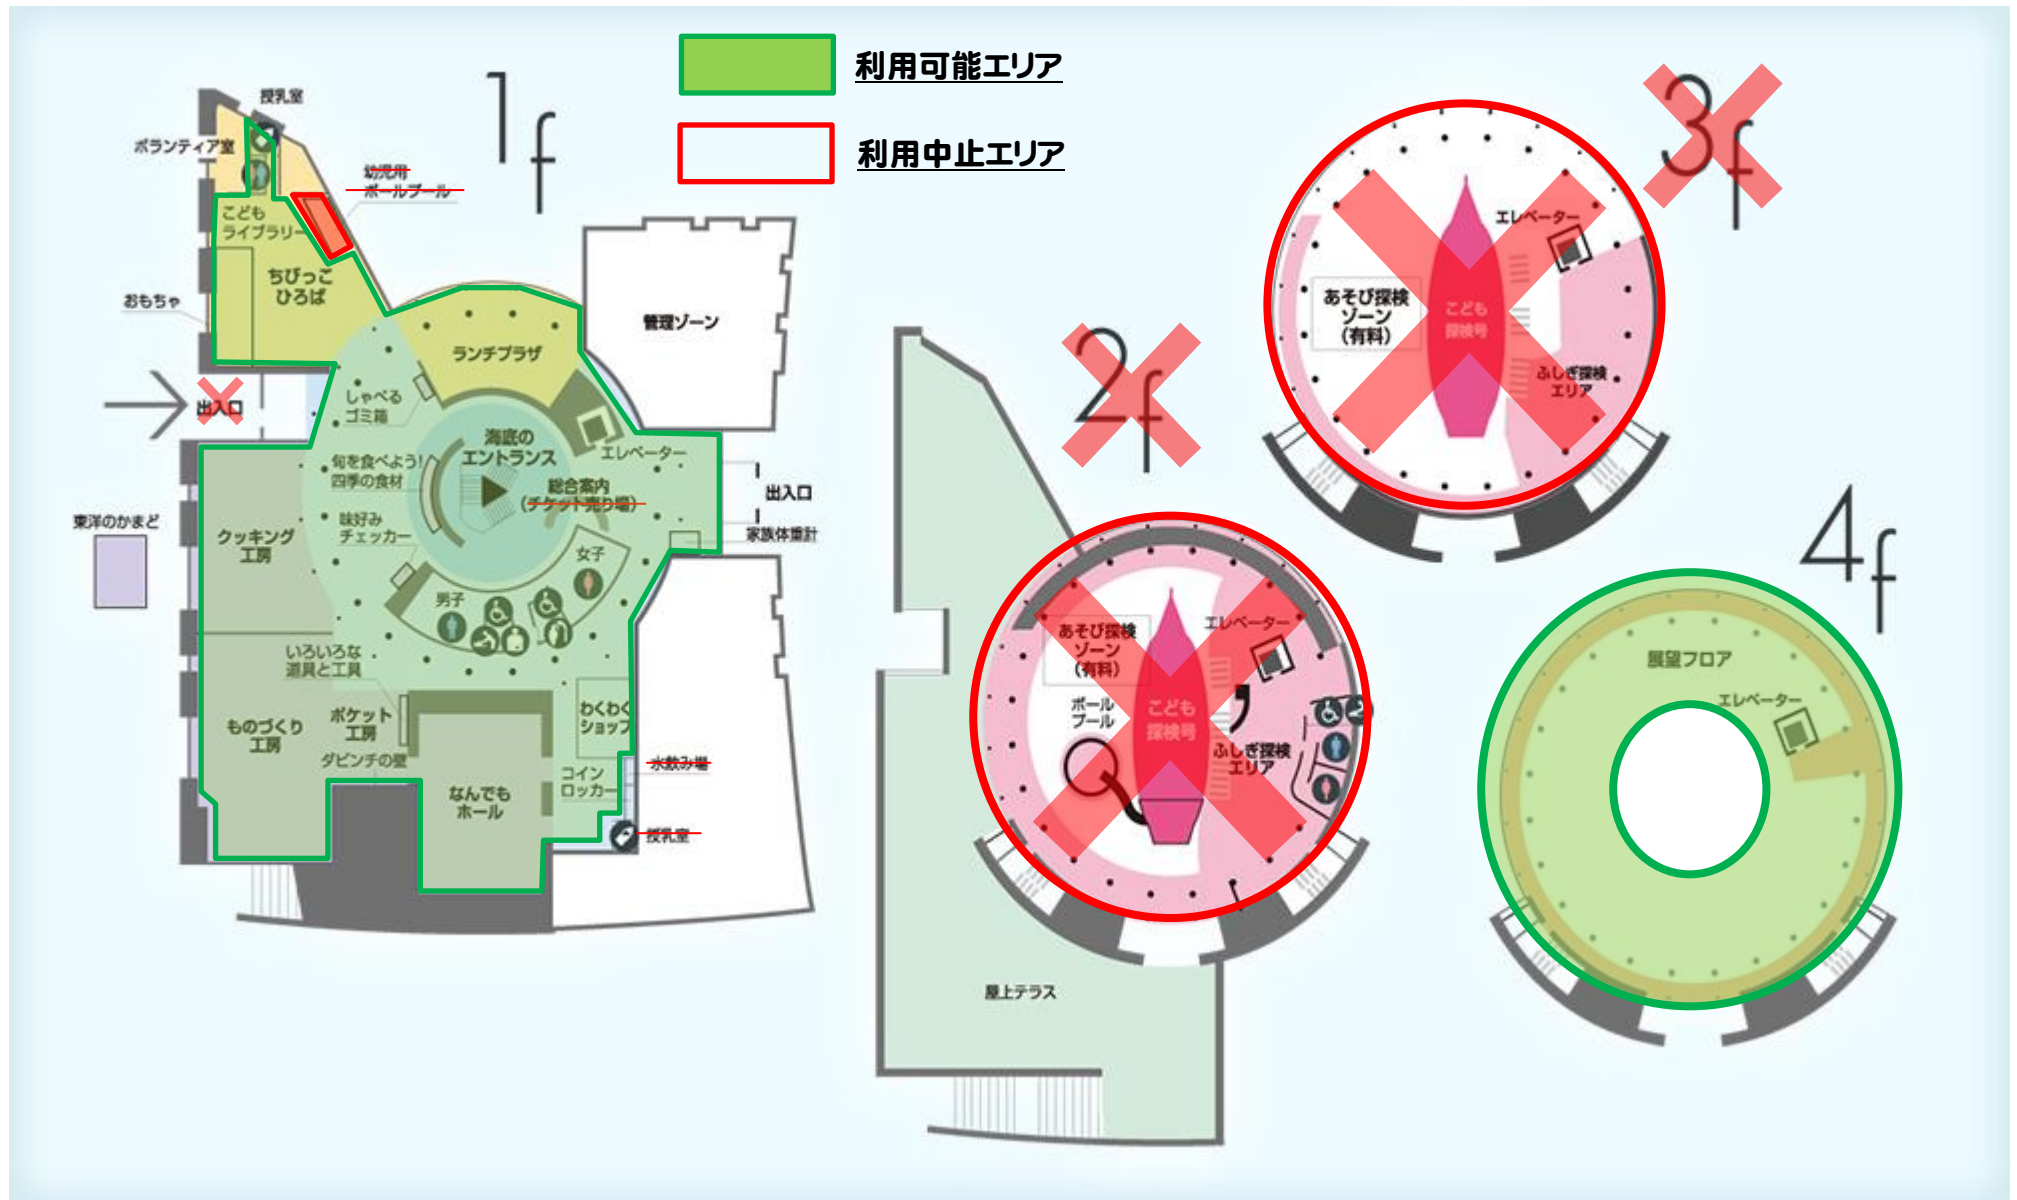 利用可能エリア
利用中止エリア
1f
授乳室
ボランティア室
幼児用
ボールプール
こども
ライブラリー
ちびっこ
ひろば
おもちゃ
ランチプラザ
管理ゾーン
出入口
しゃべる
ゴミ箱
海底の
エントランス
エレベーター
旬を食べよう!
四季の食材
総合案内
(チケット売り場)
出入口
家族体重計
味好み
チェッカー
東洋のかまど
クッキング
工房
女子
男子
いろいろな
道具と工具
ポケット
工房
ものづくり
工房
ダビンチの壁
わくわく
ショップ
水飲み場
コイン
ロッカー
なんでも
ホール
授乳室
2f
あそび探検
ゾーン
(有料)
エレベーター
ボール
プール
こども
探検号
ふしぎ探検
エリア
屋上テラス
3f
エレベーター
あそび探検
ゾーン
(有料)
こども
探検号
ふしぎ探検
エリア
4f
展望フロア
エレベーター